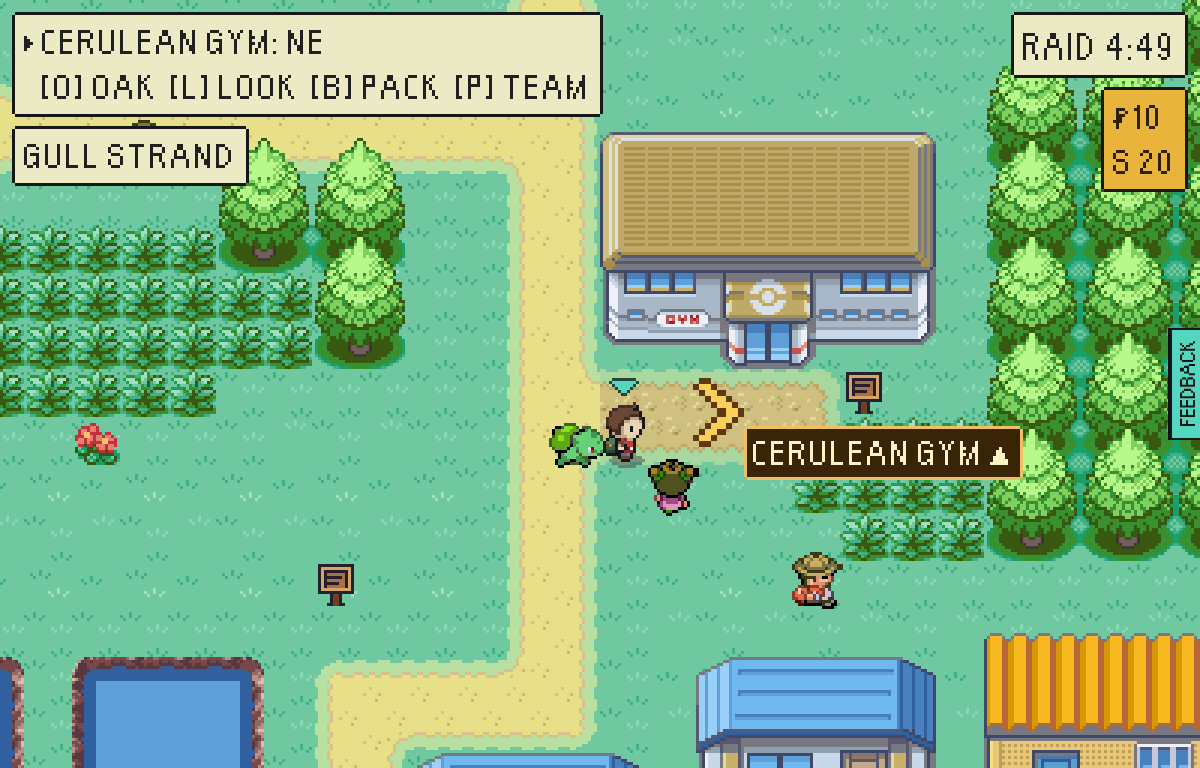 ▸CERULEAN GYM: NE
[O] OAK [L] LOOK [B] PACK [P] TEAM
RAID 4:49
₽10
S 20
GULL STRAND
GYM
FEEDBACK
CERULEAN GYM ▲